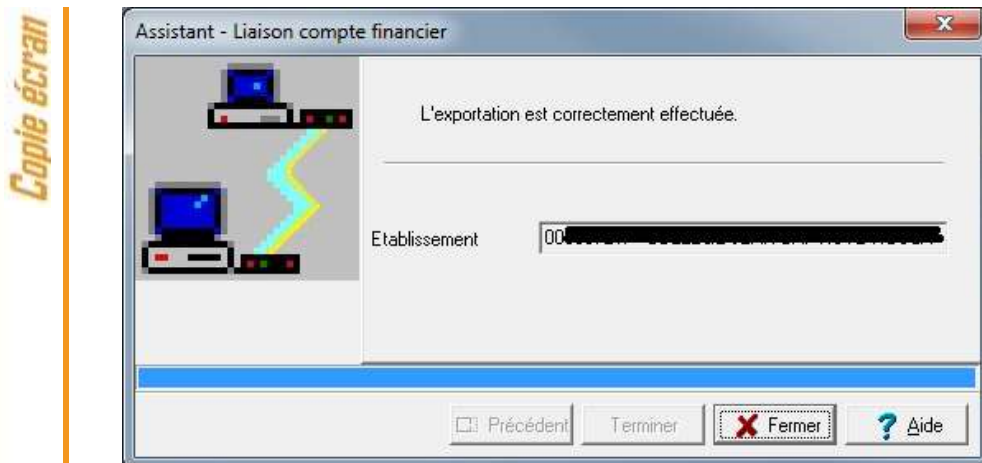 Copie écran
Assistant - Liaison compte financier
L'exportation est correctement effectuée.
Etablissement
Précédent
Terminer
Fermer
? Aide